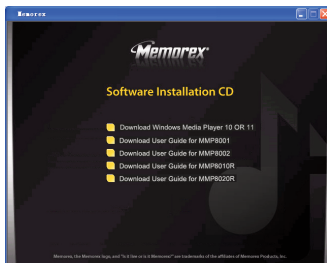 Memorex
Memorex
Software Installation CD
Download Windows Media Player 10 OR 11
Download User Guide for MMP8001
Download User Guide for MMP8002
Download User Guide for MMP8010R
Download User Guide for MMP8020R
Memorex, the Memorex logo, and "Is it live or is it Memorex?" are trademarks of the affiliates of Memorex Products, Inc.